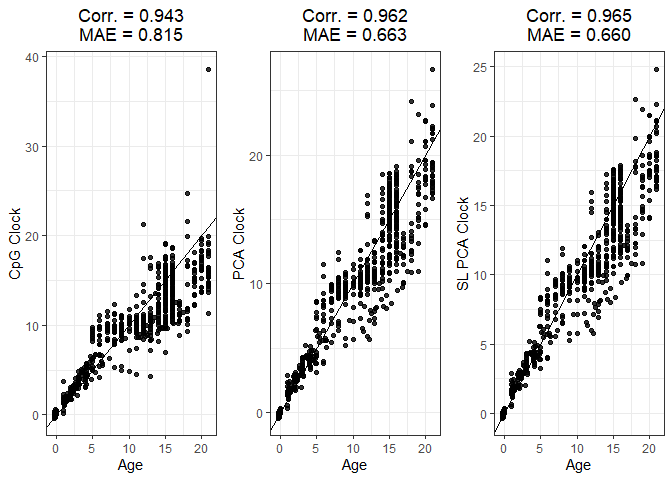 Corr. = 0.943
MAE = 0.815
40
30
20
10
0
CpG Clock
0 5 10 15 20
Age
Corr. = 0.962
MAE = 0.663
20
10
0
PCA Clock
0 5 10 15 20
Age
Corr. = 0.965
MAE = 0.660
25
20
15
10
5
0
SL PCA Clock
0 5 10 15 20
Age